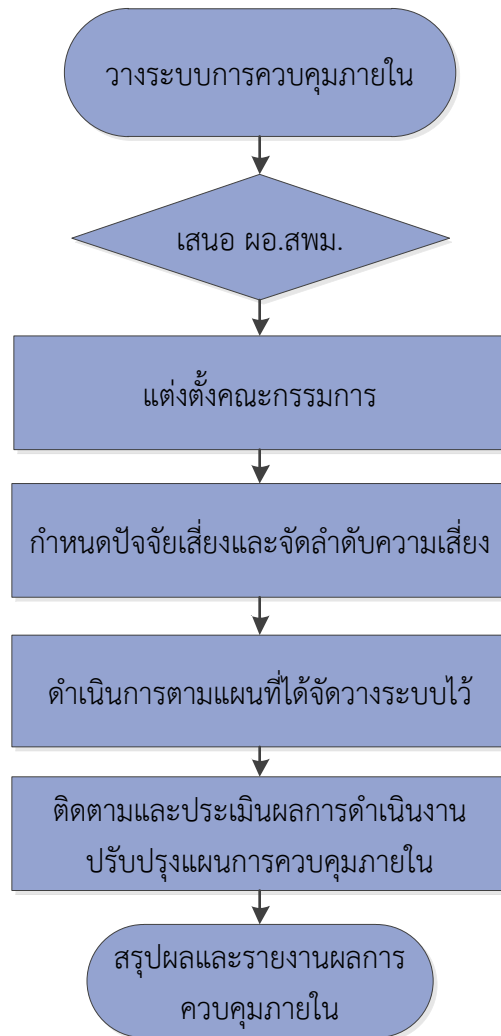 วางระบบการควบคุมภายใน
เสนอ ผอ.สพม.
แต่งตั้งคณะกรรมการ
กำหนดปัจจัยเสี่ยงและจัดลำดับความเสี่ยง
ดำเนินการตามแผนที่ได้จัดวางระบบไว้
ติดตามและประเมินผลการดำเนินงาน
ปรับปรุงแผนการควบคุมภายใน
สรุปผลและรายงานผลการ
ควบคุมภายใน